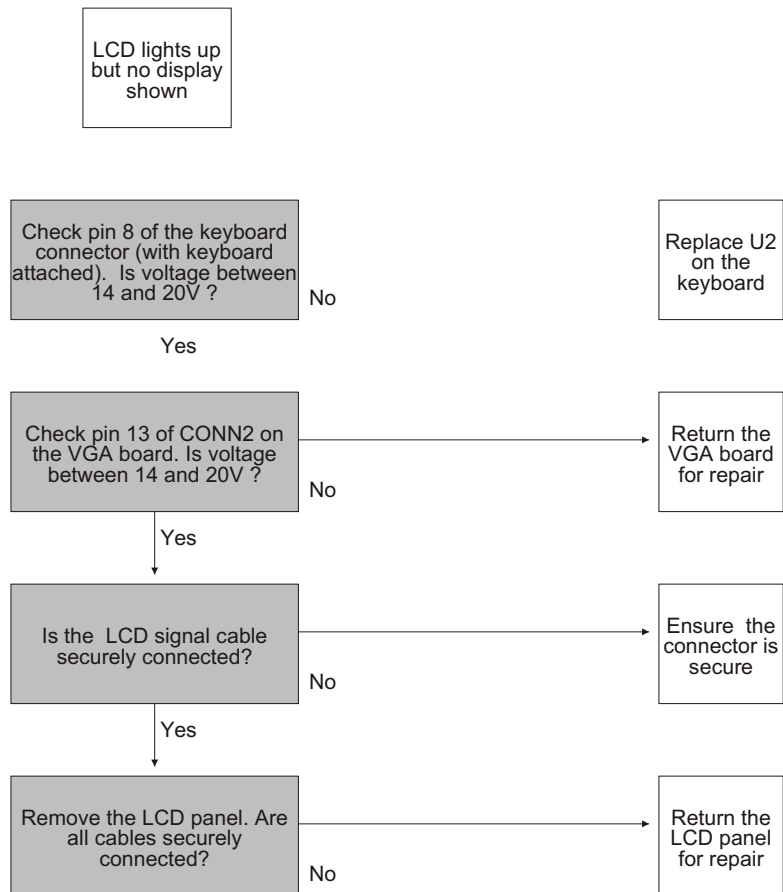 LCD lights up
but no display
shown
Check pin 8 of the keyboard
connector (with keyboard
attached).  Is voltage between
14 and 20V ?
No
Replace U2
on the
keyboard
Yes
Check pin 13 of CONN2 on
the VGA board. Is voltage
between 14 and 20V ?
No
Return the
VGA board
for repair
Yes
Is the  LCD signal cable
securely connected?
No
Ensure  the
connector is
secure
Yes
Remove the LCD panel. Are
all cables securely
connected?
No
Return the
LCD panel
for repair